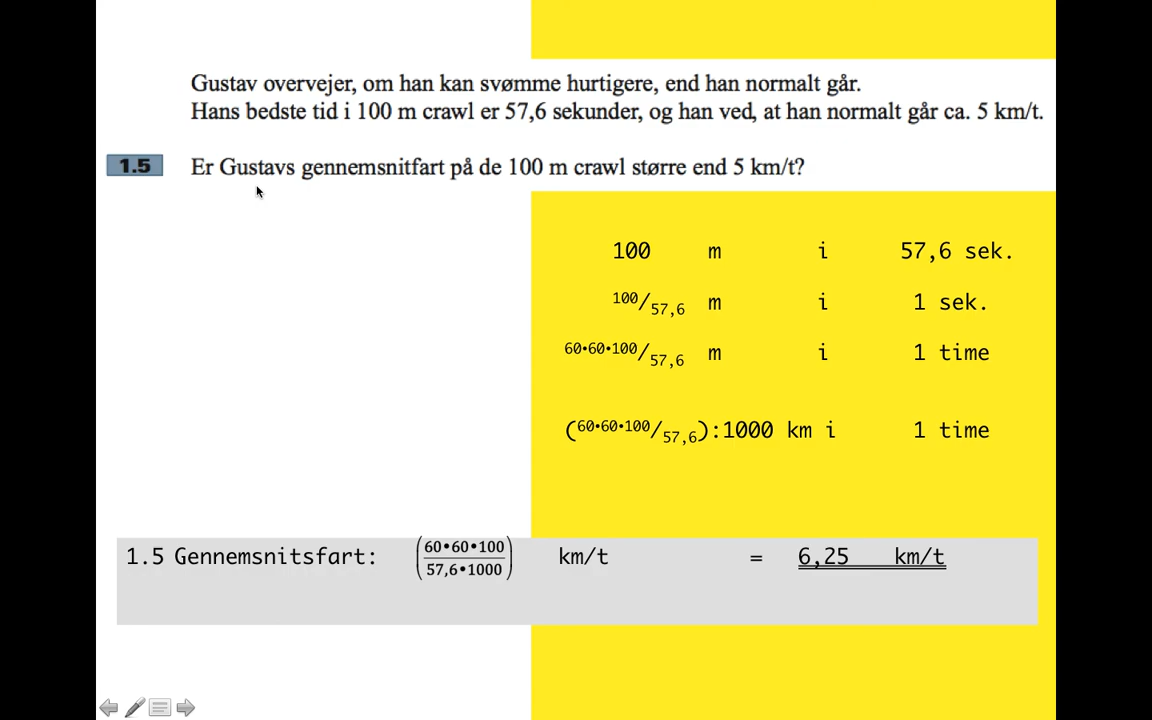 Gustav overvejer, om han kan svømme hurtigere, end han normalt går.
Hans bedste tid i 100 m crawl er 57,6 sekunder, og han ved, at han normalt går ca. 5 km/t.
1.5 Er Gustavs gennemsnitfart på de 100 m crawl større end 5 km/t?
100 m i 57,6 sek.
100/57,6 m i 1 sek.
60•60•100/57,6 m i 1 time
(60•60•100/57,6):1000 km i 1 time
1.5 Gennemsnitsfart: (60•60•100/57,6•1000) km/t = 6,25 km/t